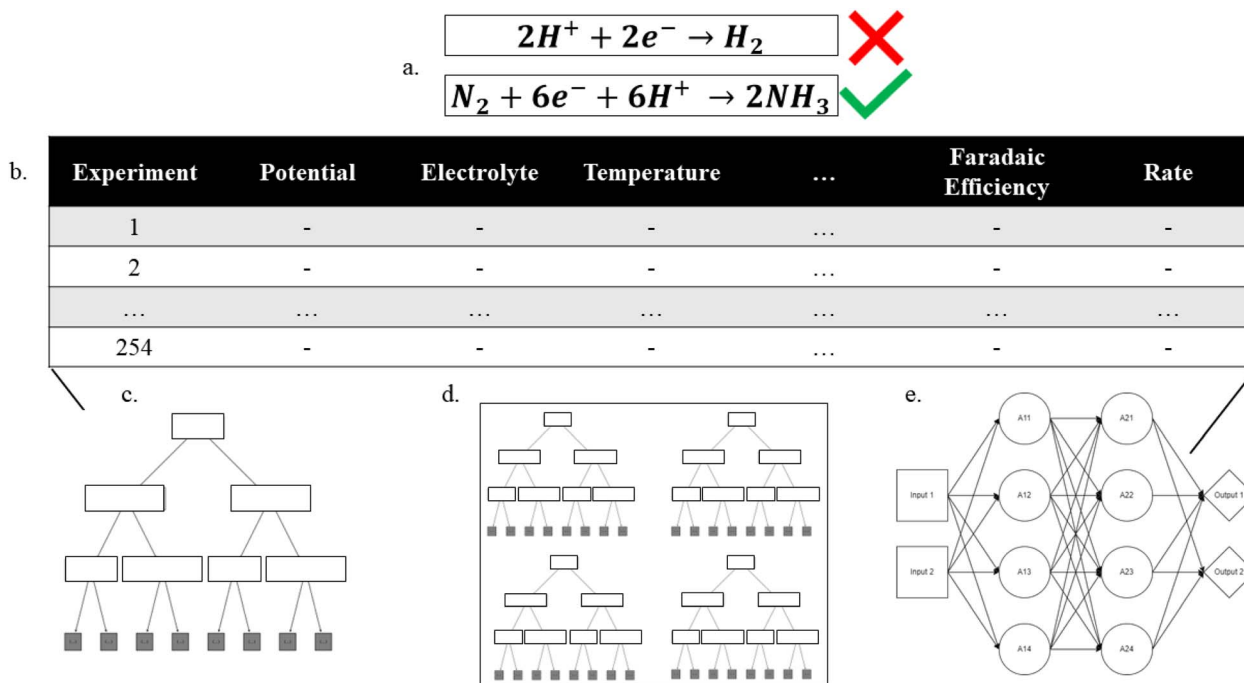 2H⁺ + 2e⁻ → H₂
a.
N₂ + 6e⁻ + 6H⁺ → 2NH₃
b.
Experiment Potential Electrolyte Temperature … Faradaic Efficiency Rate
1 - - - … - -
2 - - - … - -
… … … … … … …
254 - - - … - -
c.
d.
e.
A11 A21
Input 1 A12 A22 Output 1
Input 2 A13 A23 Output 2
A14 A24